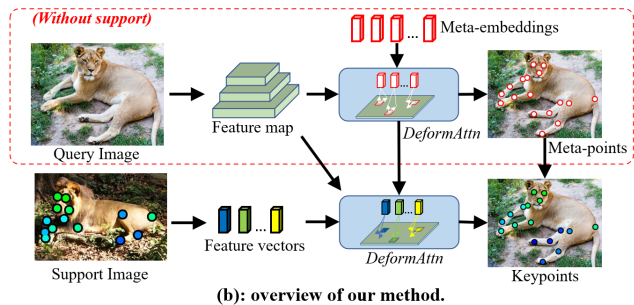 (Without support)
Meta-embeddings
...
...
Feature map
DeformAttn
Query Image
Meta-points
...
...
Feature vectors
DeformAttn
Support Image
Keypoints
(b): overview of our method.